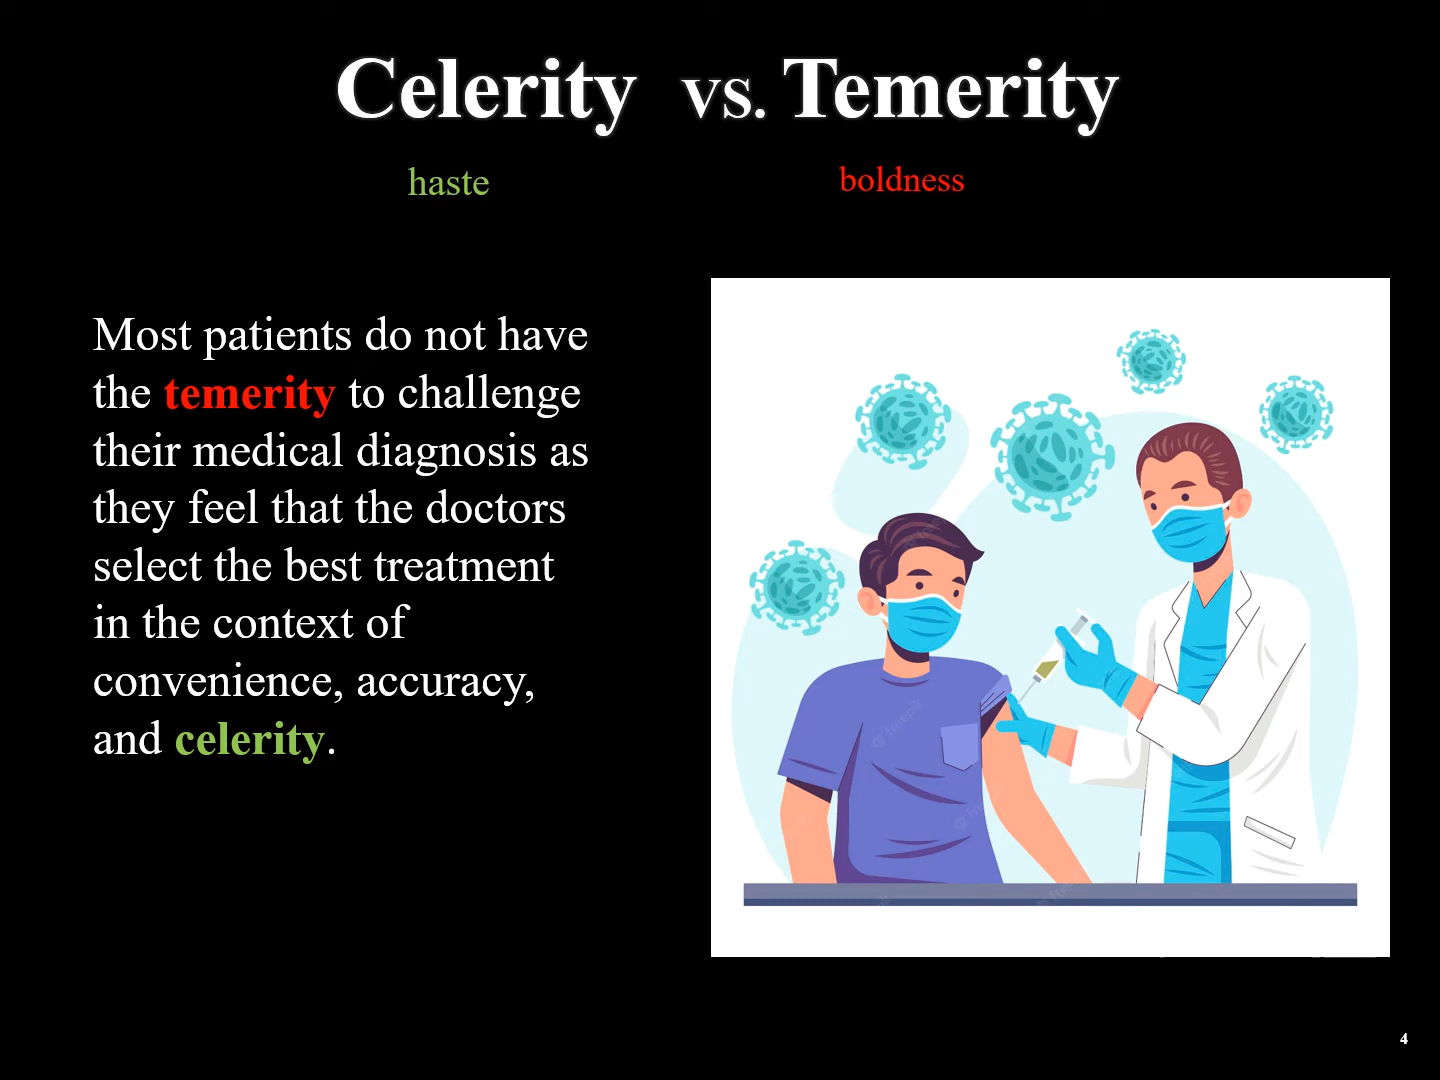 Celerity vs. Temerity
haste boldness
Most patients do not have
the temerity to challenge
their medical diagnosis as
they feel that the doctors
select the best treatment
in the context of
convenience, accuracy,
and celerity.
4